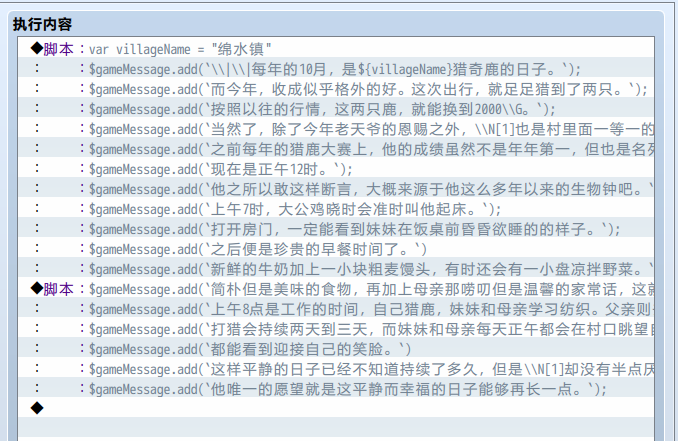 执行内容
◆脚本：var villageName = "绵水镇"
：　　：$gameMessage.add(`\\|\\|每年的10月，是${villageName}猎奇鹿的日子。`);
：　　：$gameMessage.add(`而今年，收成似乎格外的好。这次出行，就足足猎到了两只。`);
：　　：$gameMessage.add(`按照以往的行情，这两只鹿，就能换到2000\\G。`);
：　　：$gameMessage.add(`当然了，除了今年老天爷的恩赐之外，\\N[1]也是村里面一等一的
：　　：$gameMessage.add(`之前每年的猎鹿大赛上，他的成绩虽然不是年年第一，但也是名列
：　　：$gameMessage.add(`现在是正午12时。`);
：　　：$gameMessage.add(`他之所以敢这样断言，大概来源于他这么多年以来的生物钟吧。`
：　　：$gameMessage.add(`上午7时，大公鸡晓时会准时叫他起床。`);
：　　：$gameMessage.add(`打开房门，一定能看到妹妹在饭桌前昏昏欲睡的的样子。`);
：　　：$gameMessage.add(`之后便是珍贵的早餐时间了。`)
：　　：$gameMessage.add(`新鲜的牛奶加上一小块粗麦馒头，有时还会有一小盘凉拌野菜。`
◆脚本：$gameMessage.add(`简朴但是美味的食物，再加上母亲那唠叨但是温馨的家常话，这就
：　　：$gameMessage.add(`上午8点是工作的时间，自己猎鹿，妹妹和母亲学习纺织。父亲则
：　　：$gameMessage.add(`打猎会持续两天到三天，而妹妹和母亲每天正午都会在村口眺望自
：　　：$gameMessage.add(`都能看到迎接自己的笑脸。`)
：　　：$gameMessage.add(`这样平静的日子已经不知道持续了多久，但是\\N[1]却没有半点厌
：　　：$gameMessage.add(`他唯一的愿望就是这平静而幸福的日子能够再长一点。`);
◆